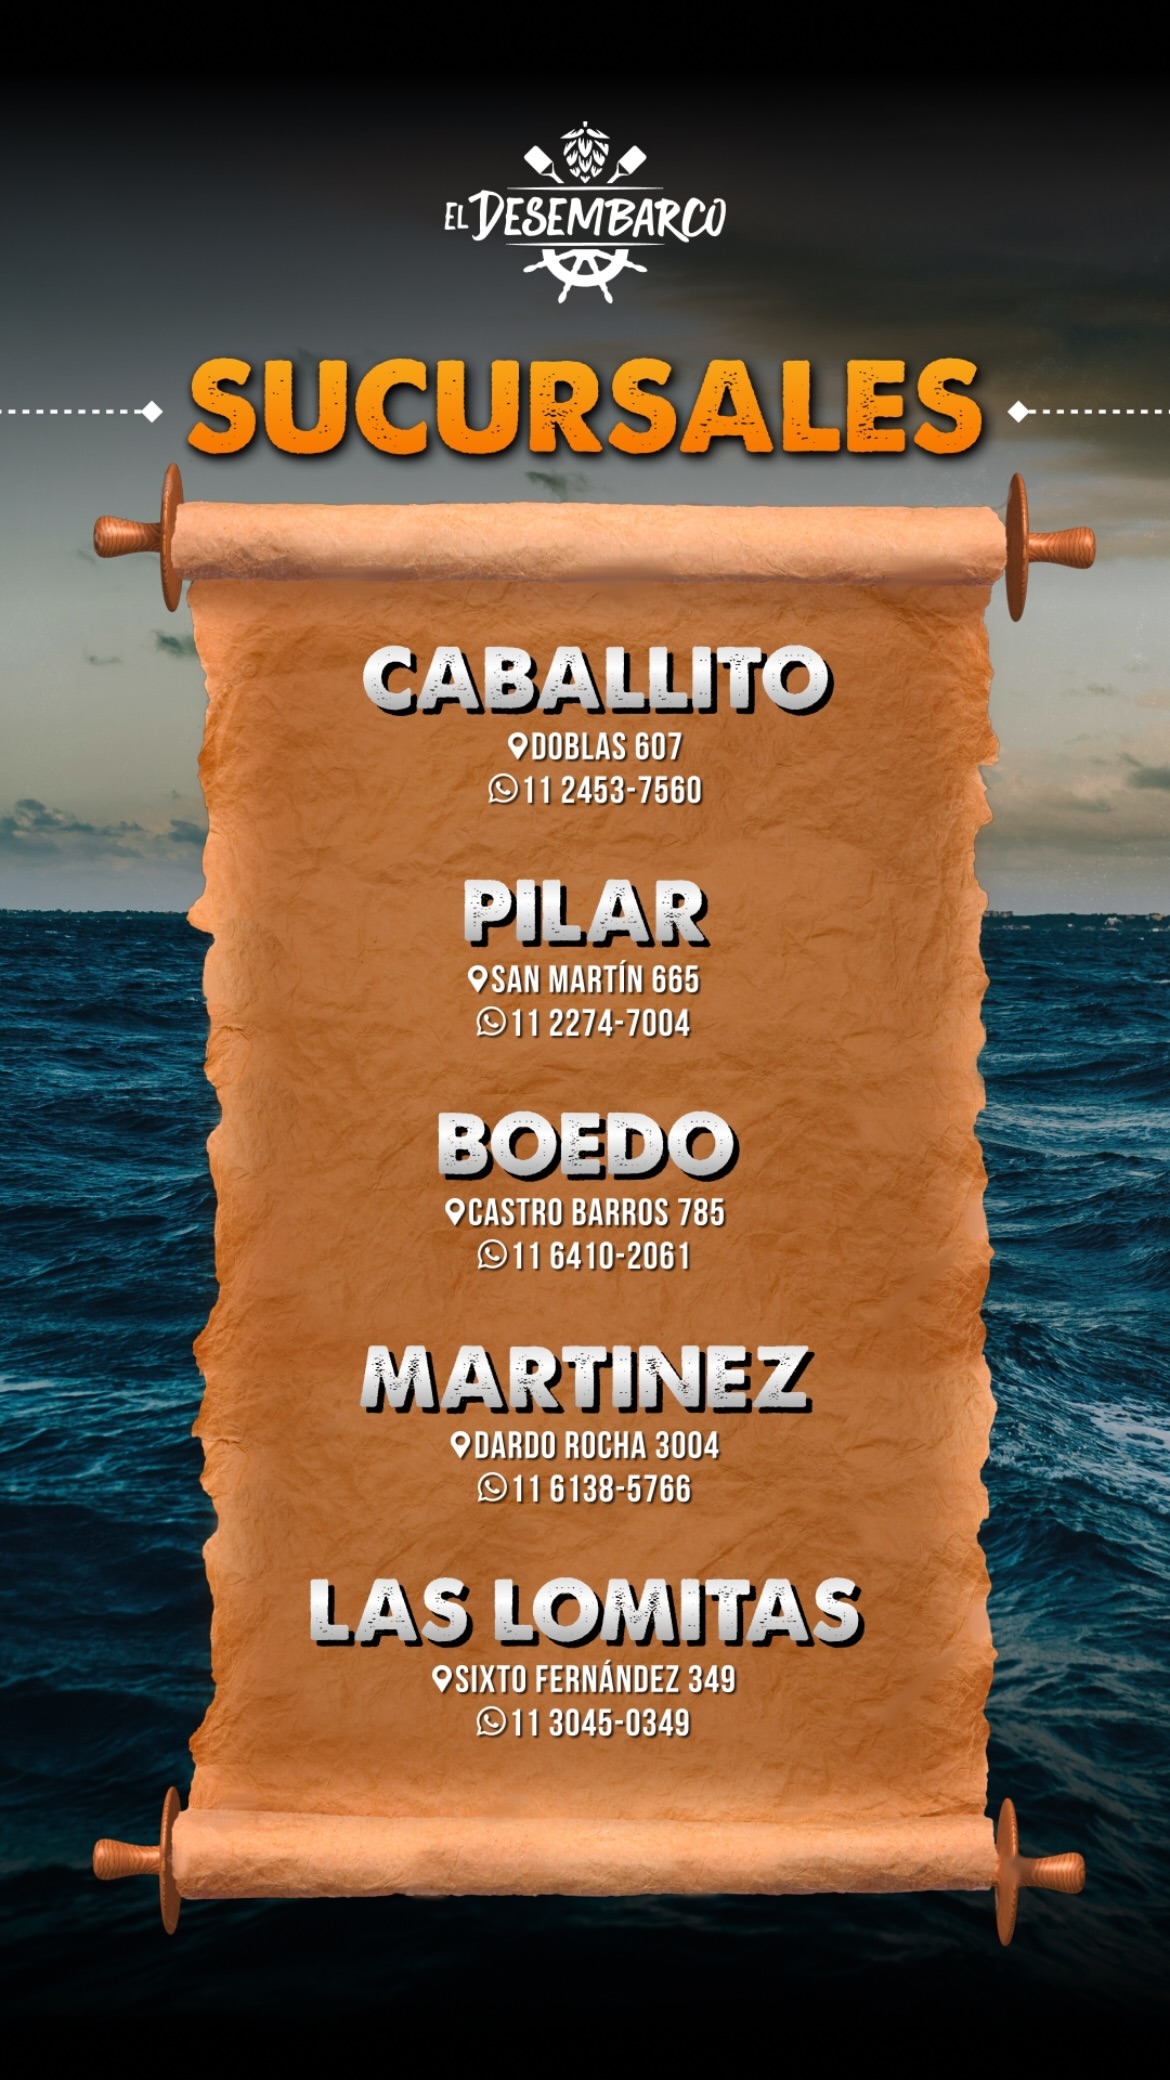 EL DESEMBARCO
SUCURSALES
CABALLITO
DOBLAS 607
11 2453-7560
PILAR
SAN MARTÍN 665
11 2274-7004
BOEDO
CASTRO BARROS 785
11 6410-2061
MARTINEZ
DARDO ROCHA 3004
11 6138-5766
LAS LOMITAS
SIXTO FERNÁNDEZ 349
11 3045-0349